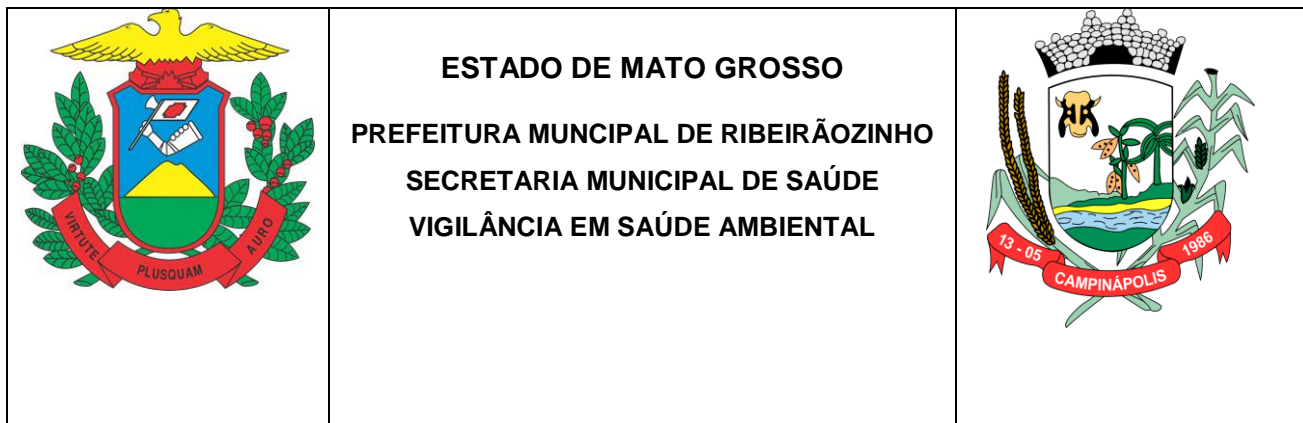 ESTADO DE MATO GROSSO
PREFEITURA MUNCIPAL DE RIBEIRÃOZINHO
SECRETARIA MUNICIPAL DE SAÚDE
VIGILÂNCIA EM SAÚDE AMBIENTAL
VIRTUTE PLUSQUAM AURO
13 - 05 CAMPINÁPOLIS 1986